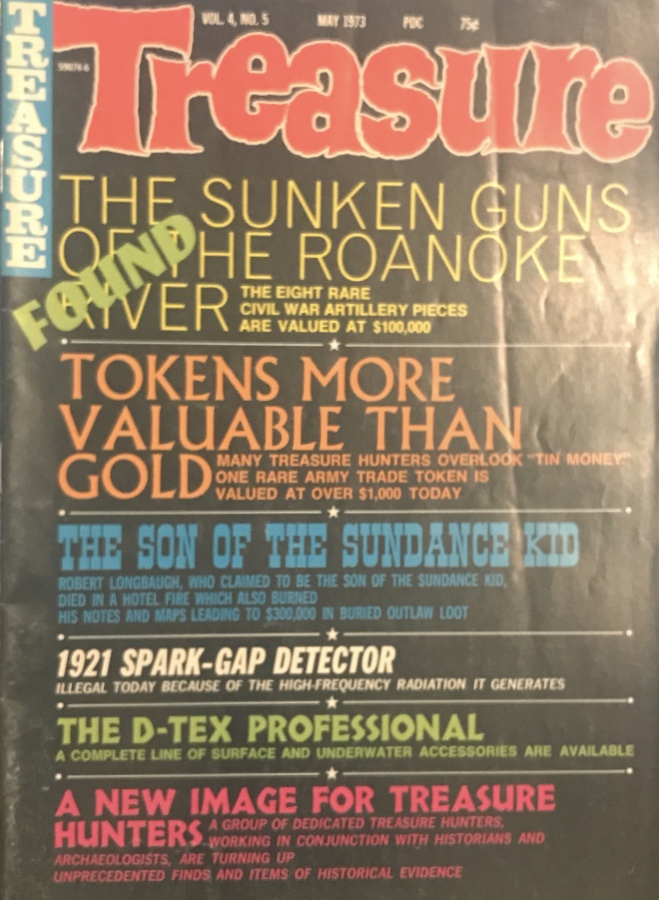 TREASURE
VOL. 4, NO. 5 MAY 1973 PDC 75¢
59074-6
Treasure
THE SUNKEN GUNS
OF THE ROANOKE
RIVER
FOUND
THE EIGHT RARE
CIVIL WAR ARTILLERY PIECES
ARE VALUED AT $100,000
TOKENS MORE
VALUABLE THAN
GOLD
MANY TREASURE HUNTERS OVERLOOK "TIN MONEY."
ONE RARE ARMY TRADE TOKEN IS
VALUED AT OVER $1,000 TODAY
THE SON OF THE SUNDANCE KID
ROBERT LONGBAUGH, WHO CLAIMED TO BE THE SON OF THE SUNDANCE KID,
DIED IN A HOTEL FIRE WHICH ALSO BURNED
HIS NOTES AND MAPS LEADING TO $300,000 IN BURIED OUTLAW LOOT
1921 SPARK-GAP DETECTOR
ILLEGAL TODAY BECAUSE OF THE HIGH-FREQUENCY RADIATION IT GENERATES
THE D-TEX PROFESSIONAL
A COMPLETE LINE OF SURFACE AND UNDERWATER ACCESSORIES ARE AVAILABLE
A NEW IMAGE FOR TREASURE
HUNTERS
A GROUP OF DEDICATED TREASURE HUNTERS,
WORKING IN CONJUNCTION WITH HISTORIANS AND
ARCHAEOLOGISTS, ARE TURNING UP
UNPRECEDENTED FINDS AND ITEMS OF HISTORICAL EVIDENCE